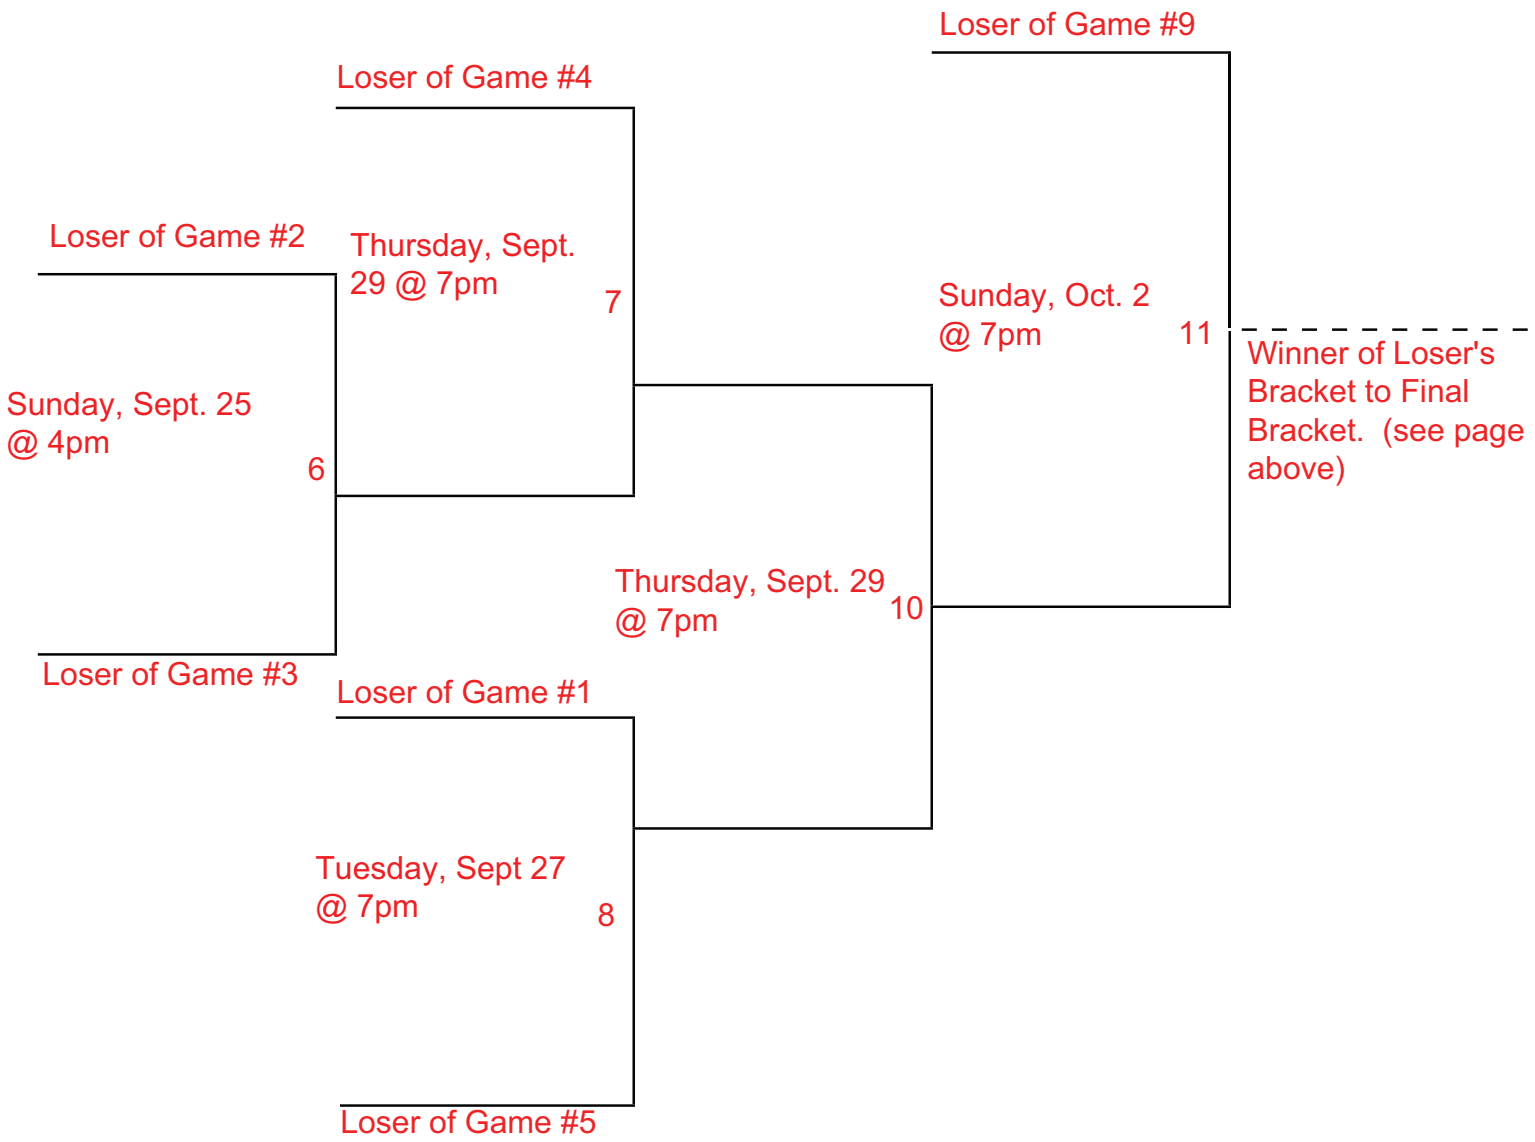 Loser of Game #9
Loser of Game #4
Loser of Game #2
Thursday, Sept.
29 @ 7pm
7
Sunday, Oct. 2
@ 7pm
11
Winner of Loser's
Bracket to Final
Bracket.  (see page
above)
Sunday, Sept. 25
@ 4pm
6
Thursday, Sept. 29
@ 7pm
10
Loser of Game #3
Loser of Game #1
Tuesday, Sept 27
@ 7pm
8
Loser of Game #5